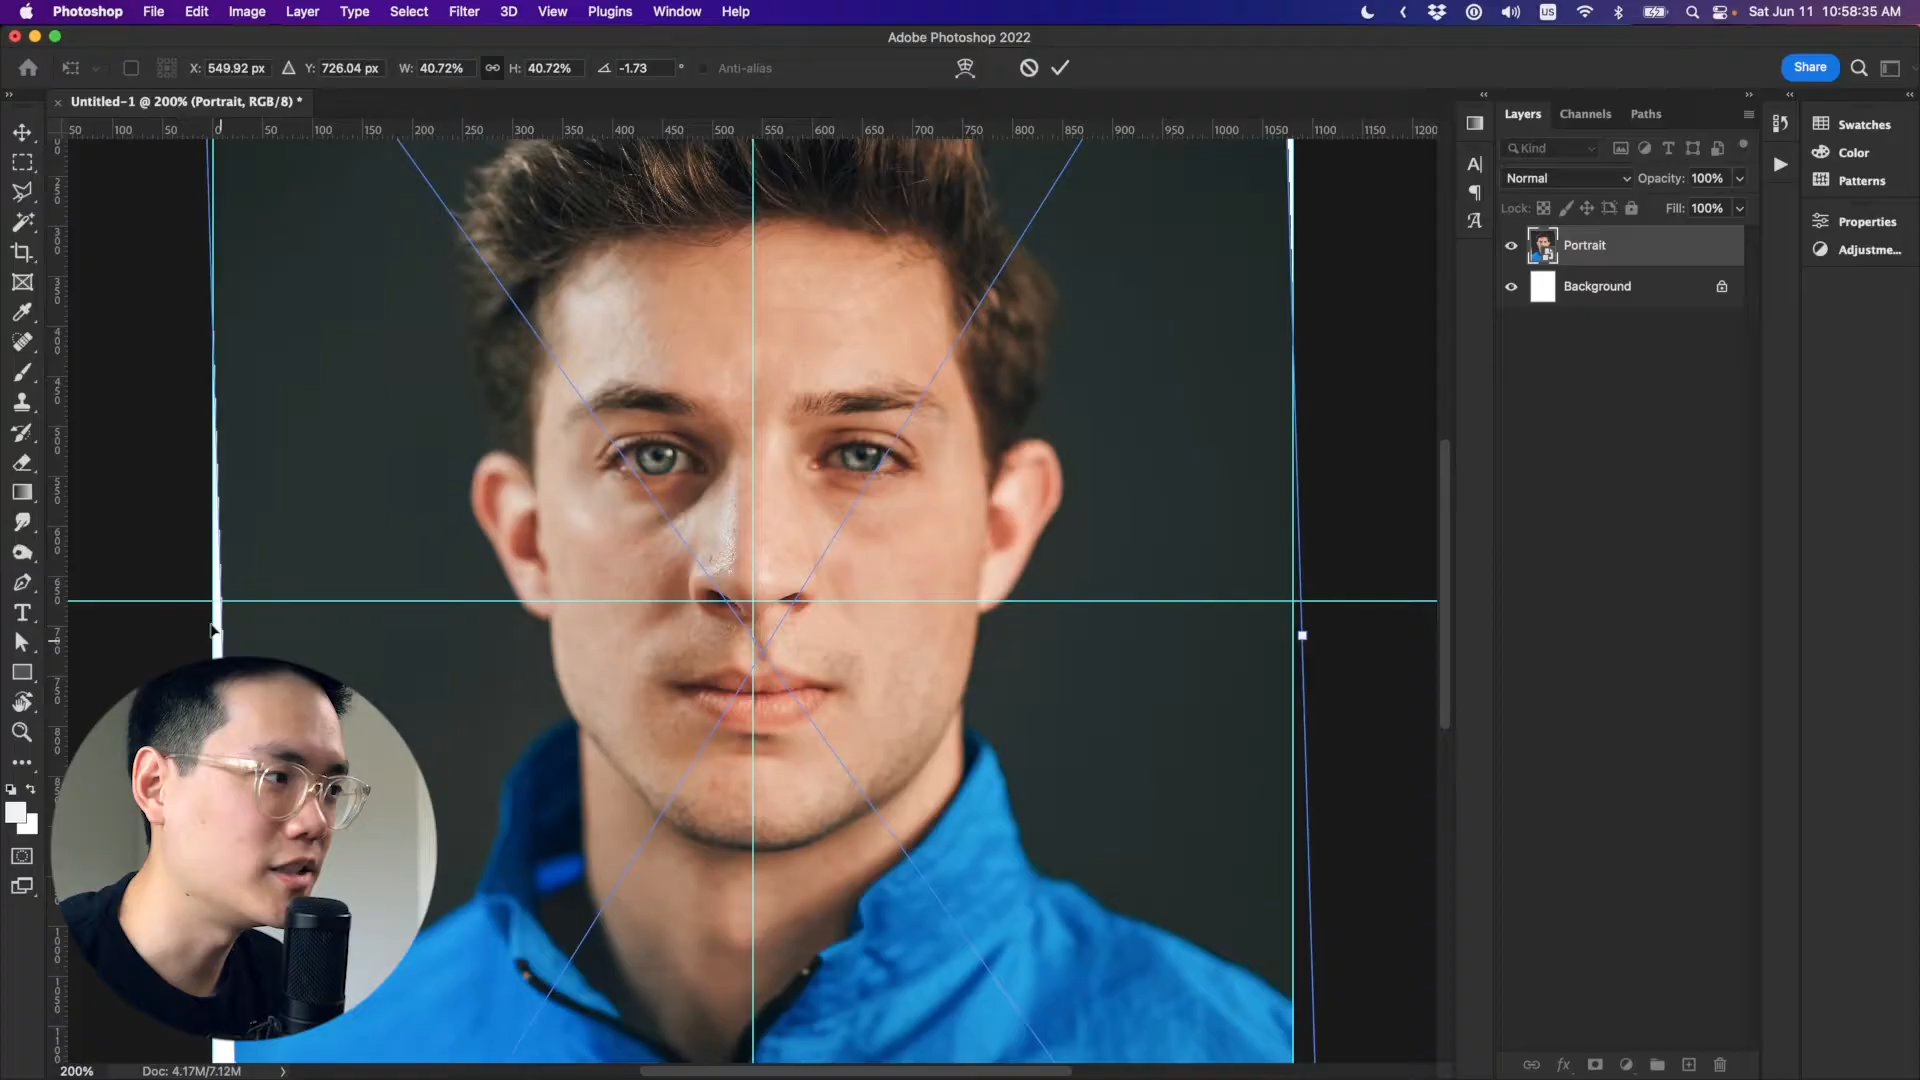 Photoshop File Edit Image Layer Type Select Filter 3D View Plugins Window Help US Sat Jun 11 10:58:35 AM
Adobe Photoshop 2022
X: 549.92 px Y: 726.04 px W: 40.72% H: 40.72% -1.73 ° Anti-alias Share
Untitled-1 @ 200% (Portrait, RGB/8) *
50 100 50 0 50 100 150 200 250 300 350 400 450 500 550 600 650 700 750 800 850 900 950 1000 1050 1100 1150 1200
Layers Channels Paths
Kind
Normal Opacity: 100%
Lock: Fill: 100%
Portrait
Background
Swatches
Color
Patterns
Properties
Adjustme...
200% Doc: 4.17M/7.12M